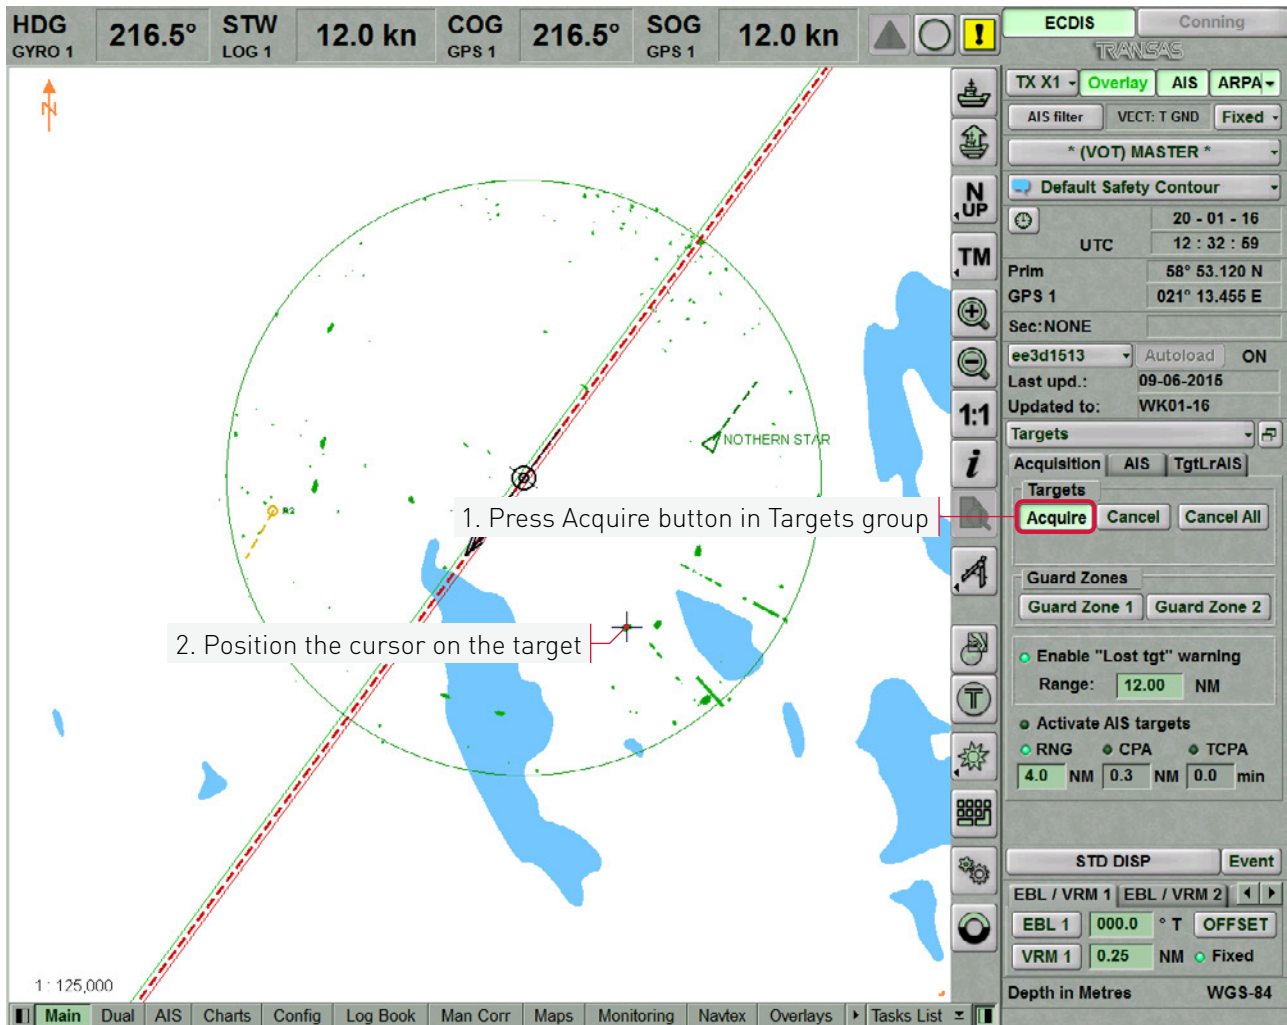 HDG 216.5° STW 12.0 kn COG 216.5° SOG 12.0 kn
GYRO 1 LOG 1 GPS 1 GPS 1
ECDIS Conning
TRANSAS
TX X1 Overlay AIS ARPA
AIS filter VECT: T GND Fixed
* (VOT) MASTER *
Default Safety Contour
20 - 01 - 16
UTC 12 : 32 : 59
Prim 58° 53.120 N
GPS 1 021° 13.455 E
Sec:NONE
ee3d1513 Autoload ON
Last upd.: 09-06-2015
Updated to: WK01-16
Targets
Acquisition AIS TgtLrAIS
Targets
Acquire Cancel Cancel All
Guard Zones
Guard Zone 1 Guard Zone 2
Enable "Lost tgt" warning
Range: 12.00 NM
Activate AIS targets
RNG CPA TCPA
4.0 NM 0.3 NM 0.0 min
STD DISP Event
EBL / VRM 1 EBL / VRM 2
EBL 1 000.0 ° T OFFSET
VRM 1 0.25 NM Fixed
Depth in Metres WGS-84
N
N UP
TM
1:1
i
T
NOTHERN STAR
R2
1. Press Acquire button in Targets group
2. Position the cursor on the target
1: 125,000
Main Dual AIS Charts Config Log Book Man Corr Maps Monitoring Navtex Overlays Tasks List